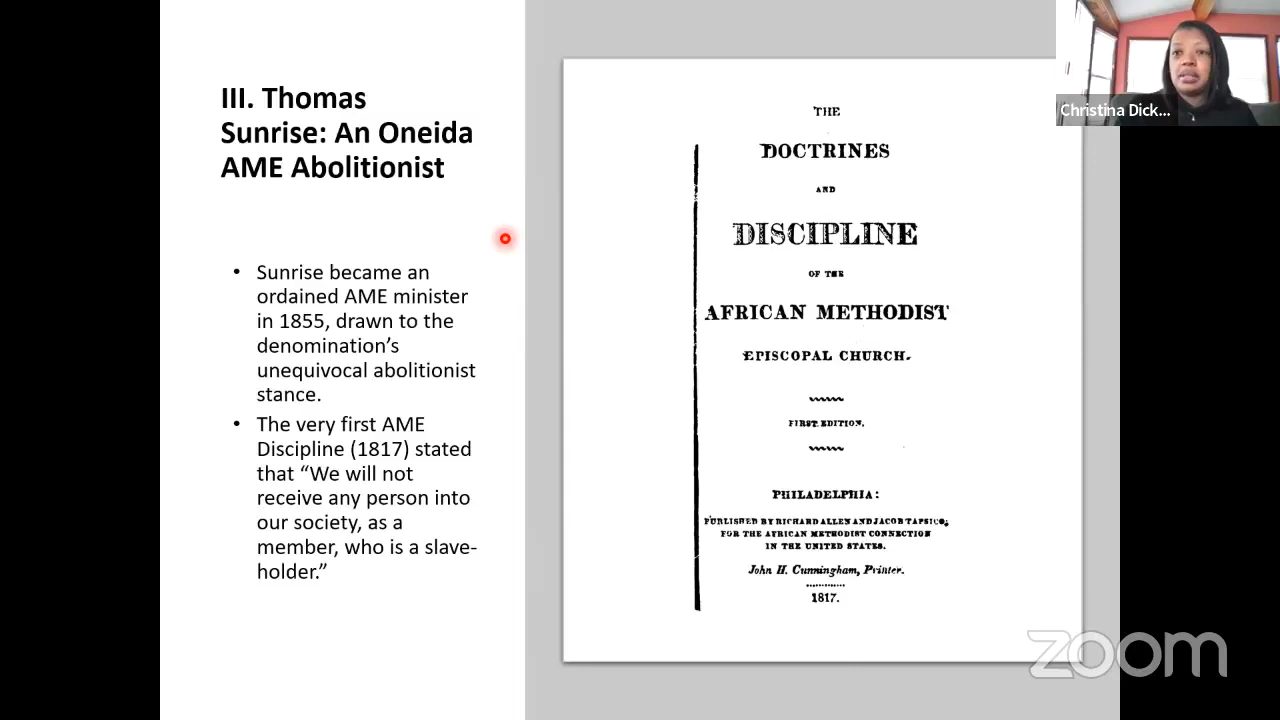 III. Thomas
Sunrise: An Oneida
AME Abolitionist
• Sunrise became an
ordained AME minister
in 1855, drawn to the
denomination’s
unequivocal abolitionist
stance.
• The very first AME
Discipline (1817) stated
that “We will not
receive any person into
our society, as a
member, who is a slave-
holder.”
THE
DOCTRINES
AND
DISCIPLINE
OF THE
AFRICAN METHODIST
EPISCOPAL CHURCH.
FIRST EDITION.
PHILADELPHIA:
PUBLISHED BY RICHARD ALLEN AND JACOB TAPSICO,
FOR THE AFRICAN METHODIST CONNECTION
IN THE UNITED STATES.
John H. Cunningham, Printer.
1817.
Christina Dick...
zoom